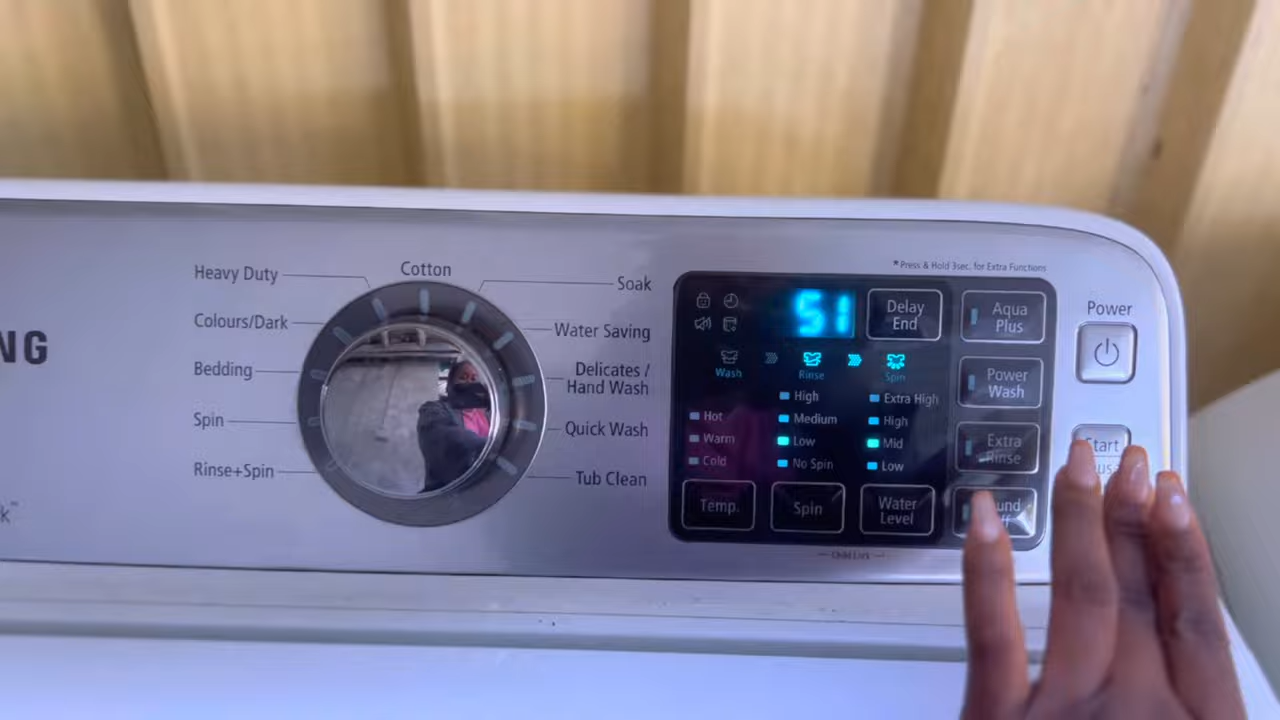 NG
Heavy Duty
Cotton
Soak
Colours/Dark
Water Saving
Bedding
Delicates /
Hand Wash
Spin
Quick Wash
Rinse+Spin
Tub Clean
*Press & Hold 3sec. for Extra Functions
51
Delay
End
Aqua
Plus
Power
Wash
Rinse
Spin
Power
Wash
High
Extra High
Hot
Medium
High
Warm
Low
Mid
Cold
No Spin
Low
Extra
Rinse
Start
Temp.
Spin
Water
Level
Child Lock